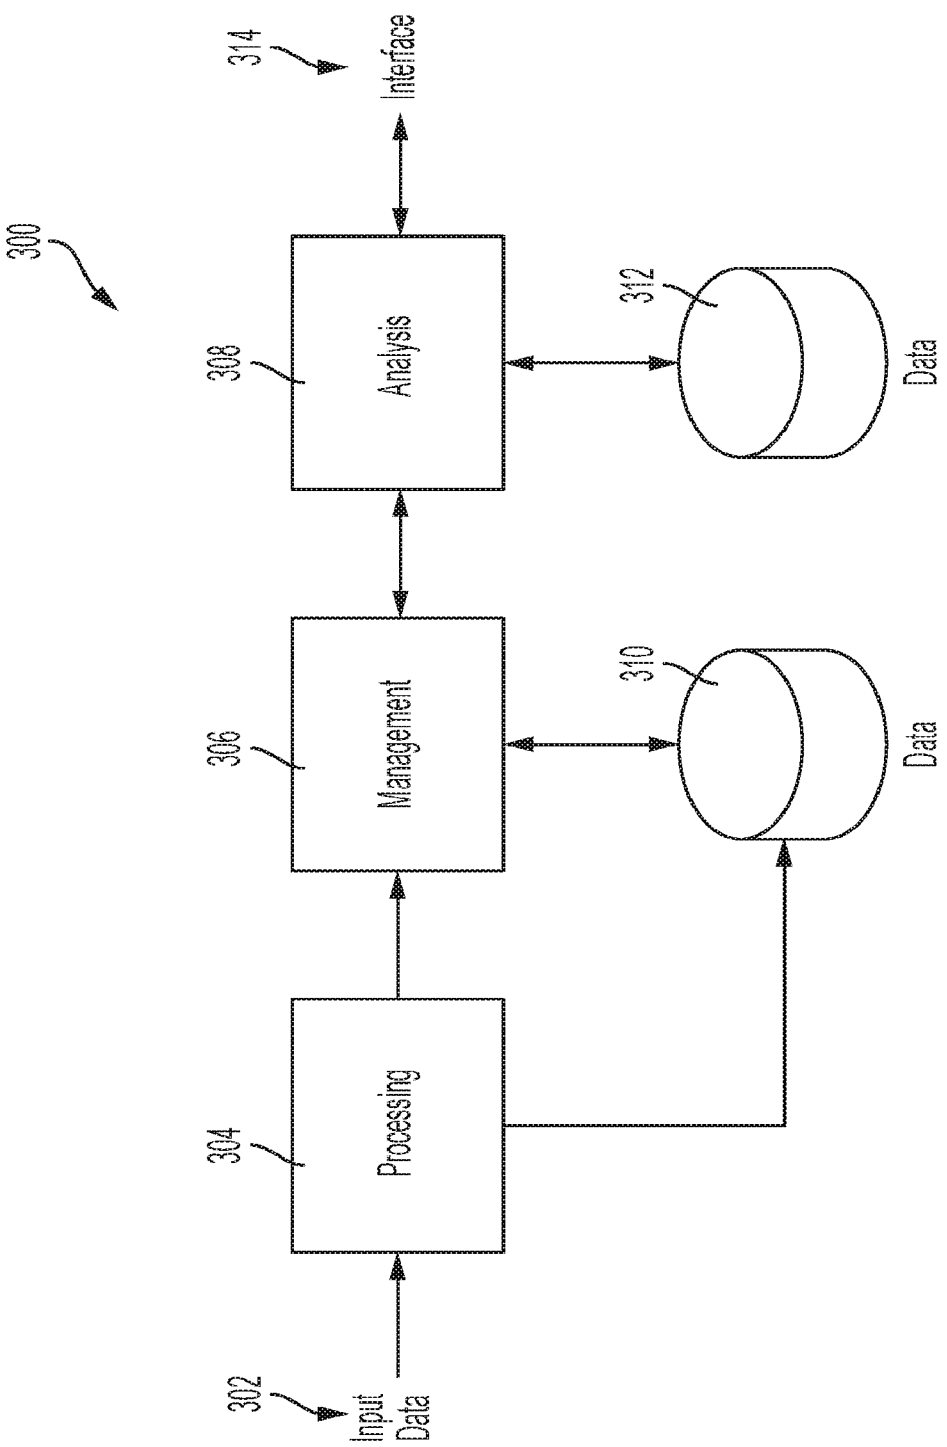 300
302
Input
Data
304
Processing
306
Management
308
Analysis
314
Interface
310
Data
312
Data